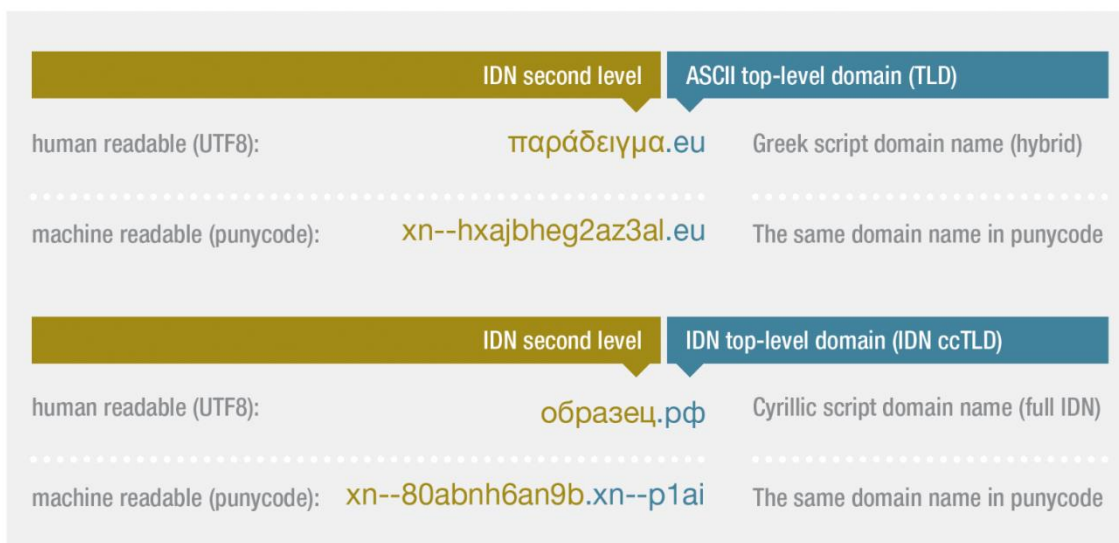 IDN second level ASCII top-level domain (TLD)
human readable (UTF8): παράδειγμα.eu Greek script domain name (hybrid)
machine readable (punycode): xn--hxajbheg2az3al.eu The same domain name in punycode
IDN second level IDN top-level domain (IDN ccTLD)
human readable (UTF8): образец.рф Cyrillic script domain name (full IDN)
machine readable (punycode): xn--80abnh6an9b.xn--p1ai The same domain name in punycode